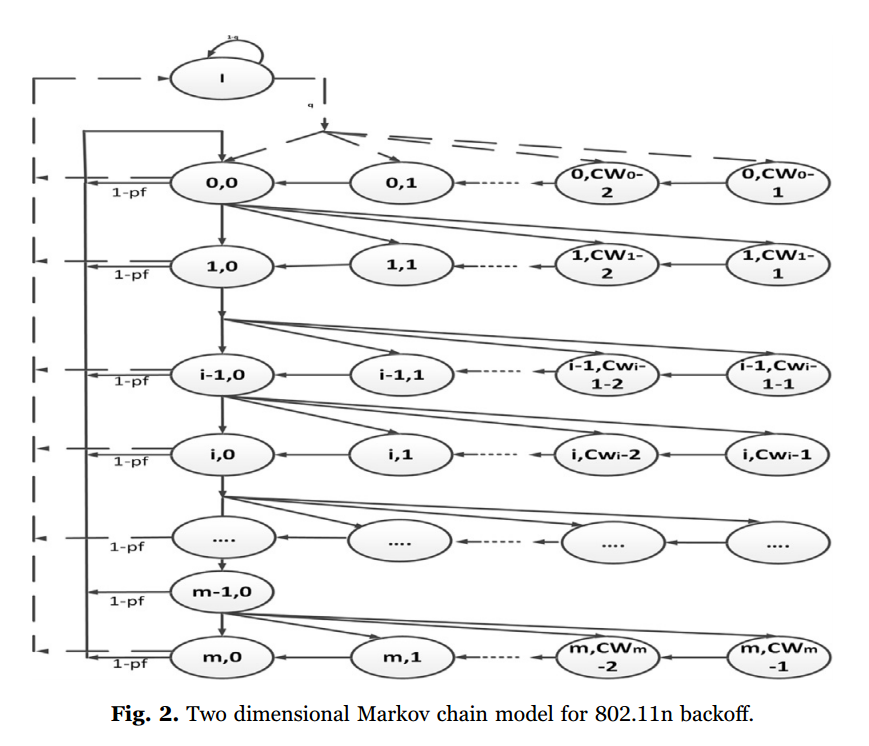 1-q
I
q
0,0
0,1
0,CW₀-
2
0,CW₀-
1
1-pf
1,0
1,1
1,CW₁-
2
1,CW₁-
1
1-pf
i-1,0
i-1,1
i-1,Cwᵢ-
1-2
i-1,Cwᵢ-
1-1
1-pf
i,0
i,1
i,Cwᵢ-2
i,Cwᵢ-1
1-pf
....
....
....
....
1-pf
m-1,0
1-pf
m,0
m,1
m,CWₘ
-2
m,CWₘ
-1
1-pf
Fig. 2. Two dimensional Markov chain model for 802.11n backoff.